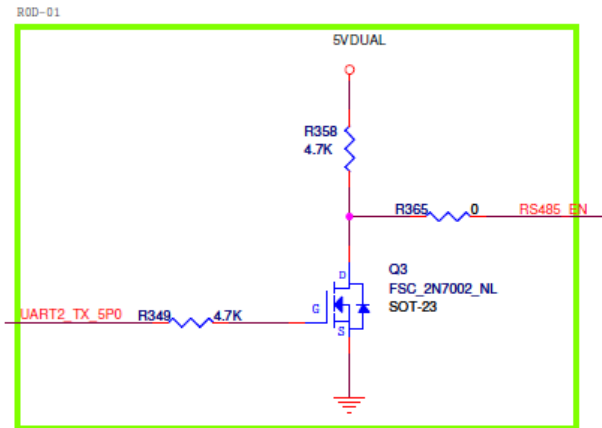 R0D-01
5VDUAL
R358
4.7K
R365
0
RS485_EN
D
Q3
FSC_2N7002_NL
G
SOT-23
UART2_TX_5P0
R349
4.7K
S